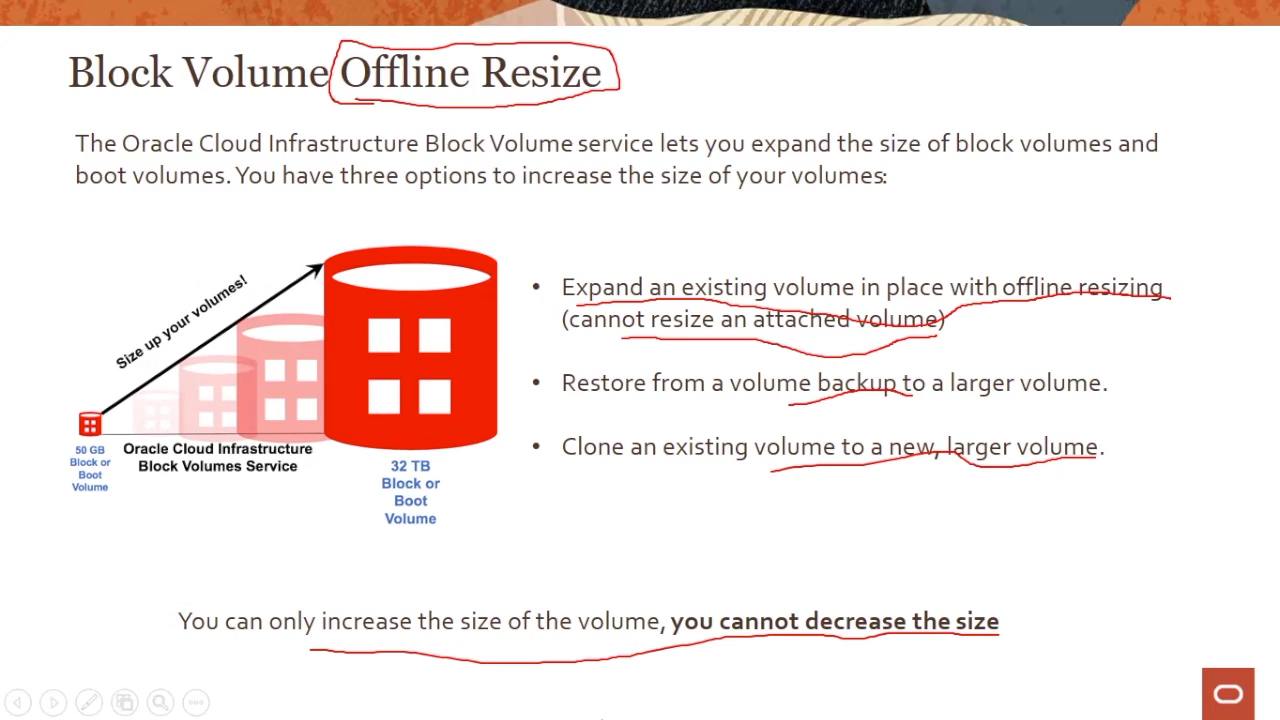 Block Volume Offline Resize
The Oracle Cloud Infrastructure Block Volume service lets you expand the size of block volumes and
boot volumes. You have three options to increase the size of your volumes:
Size up your volumes!
50 GB
Block or
Boot
Volume
Oracle Cloud Infrastructure
Block Volumes Service
32 TB
Block or
Boot
Volume
• Expand an existing volume in place with offline resizing
(cannot resize an attached volume)
• Restore from a volume backup to a larger volume.
• Clone an existing volume to a new, larger volume.
You can only increase the size of the volume, you cannot decrease the size